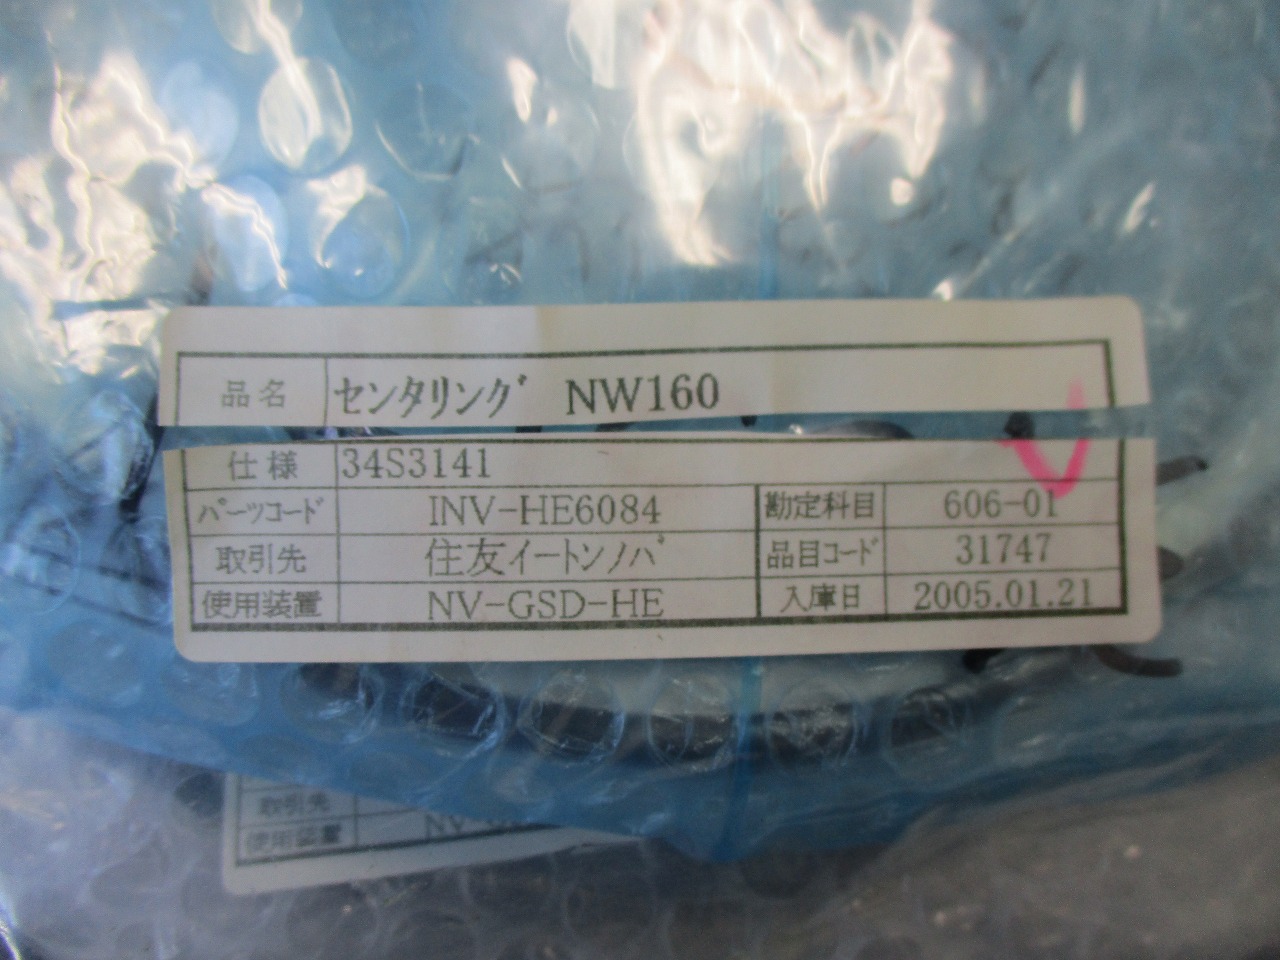 品名 センタリング NW160
仕様 34S3141
パーツコード INV-HE6084 勘定科目 606-01
取引先 住友イートンノバ 品目コード 31747
使用装置 NV-GSD-HE 入庫日 2005.01.21
取引先
使用装置